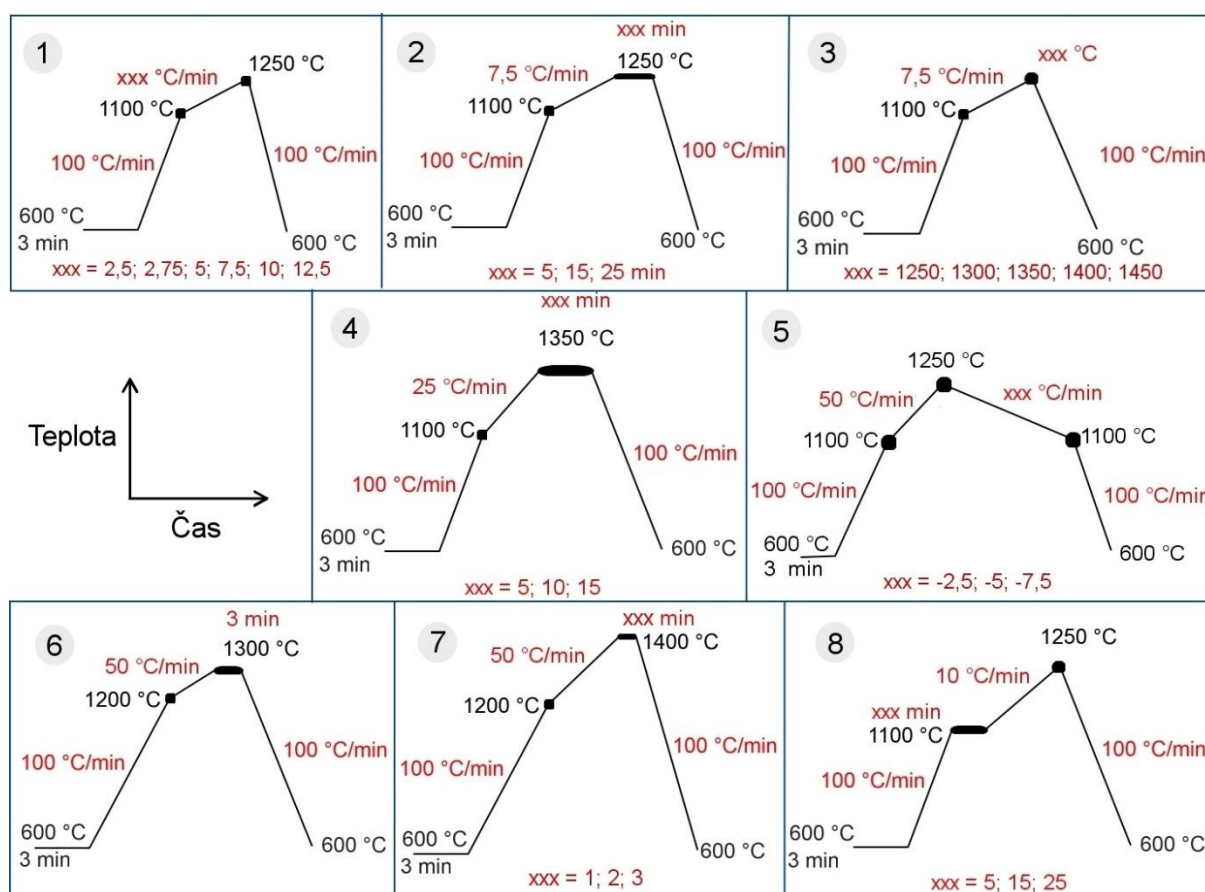 1
1250 °C
xxx °C/min
1100 °C
100 °C/min
100 °C/min
600 °C
3 min
600 °C
xxx = 2,5; 2,75; 5; 7,5; 10; 12,5
2
xxx min
1250 °C
7,5 °C/min
1100 °C
100 °C/min
100 °C/min
600 °C
3 min
600 °C
xxx = 5; 15; 25 min
3
xxx °C
7,5 °C/min
1100 °C
100 °C/min
100 °C/min
600 °C
3 min
600 °C
xxx = 1250; 1300; 1350; 1400; 1450
Teplota
Čas
4
xxx min
1350 °C
25 °C/min
1100 °C
100 °C/min
100 °C/min
600 °C
3 min
600 °C
xxx = 5; 10; 15
5
1250 °C
50 °C/min
xxx °C/min
1100 °C
1100 °C
100 °C/min
100 °C/min
600 °C
3 min
600 °C
xxx = -2,5; -5; -7,5
6
3 min
1300 °C
50 °C/min
1200 °C
100 °C/min
100 °C/min
600 °C
3 min
600 °C
7
xxx min
1400 °C
50 °C/min
1200 °C
100 °C/min
100 °C/min
600 °C
3 min
600 °C
xxx = 1; 2; 3
8
1250 °C
10 °C/min
xxx min
1100 °C
100 °C/min
100 °C/min
600 °C
3 min
600 °C
xxx = 5; 15; 25